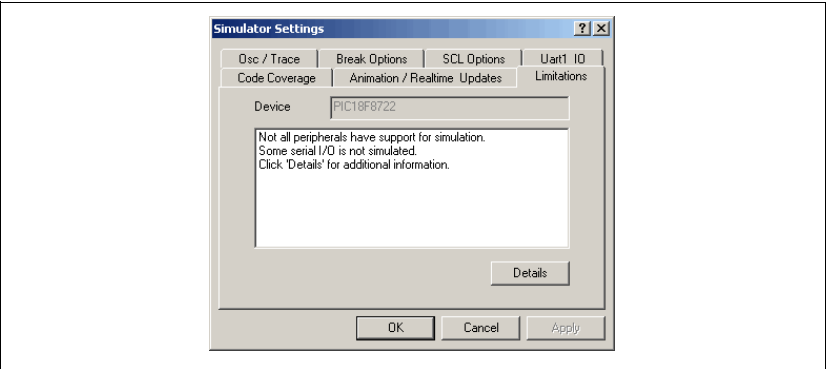 Simulator Settings
Osc / Trace Break Options SCL Options Uart1 IO
Code Coverage Animation / Realtime Updates Limitations
Device PIC18F8722
Not all peripherals have support for simulation.
Some serial I/O is not simulated.
Click 'Details' for additional information.
Details
OK Cancel Apply